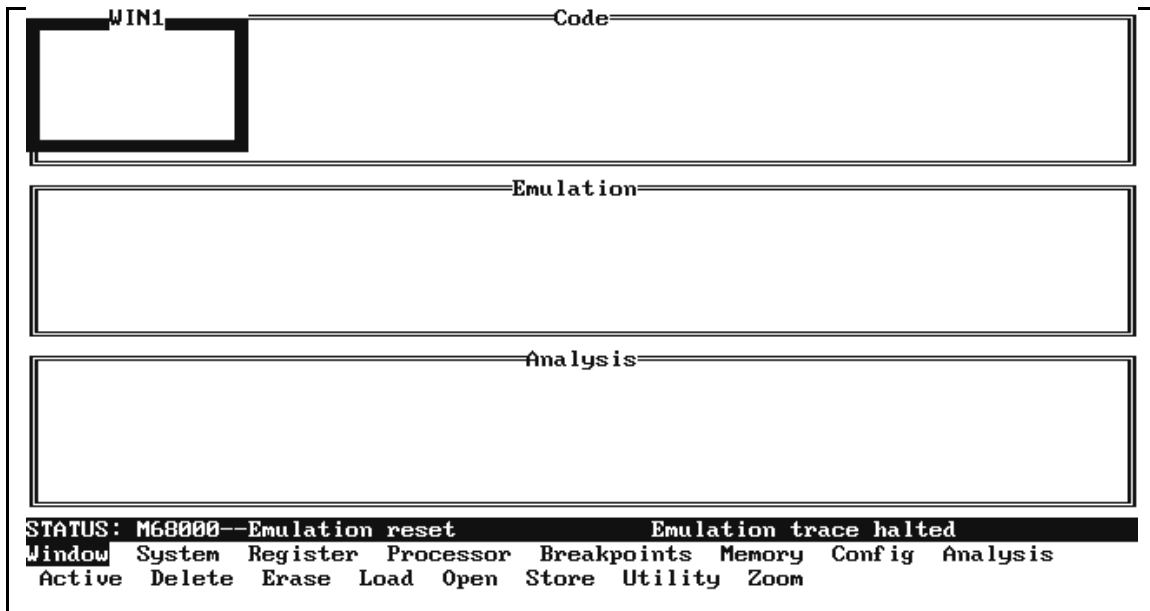 WIN1 Code
Emulation
Analysis
STATUS: M68000--Emulation reset Emulation trace halted
Window System Register Processor Breakpoints Memory Config Analysis
Active Delete Erase Load Open Store Utility Zoom